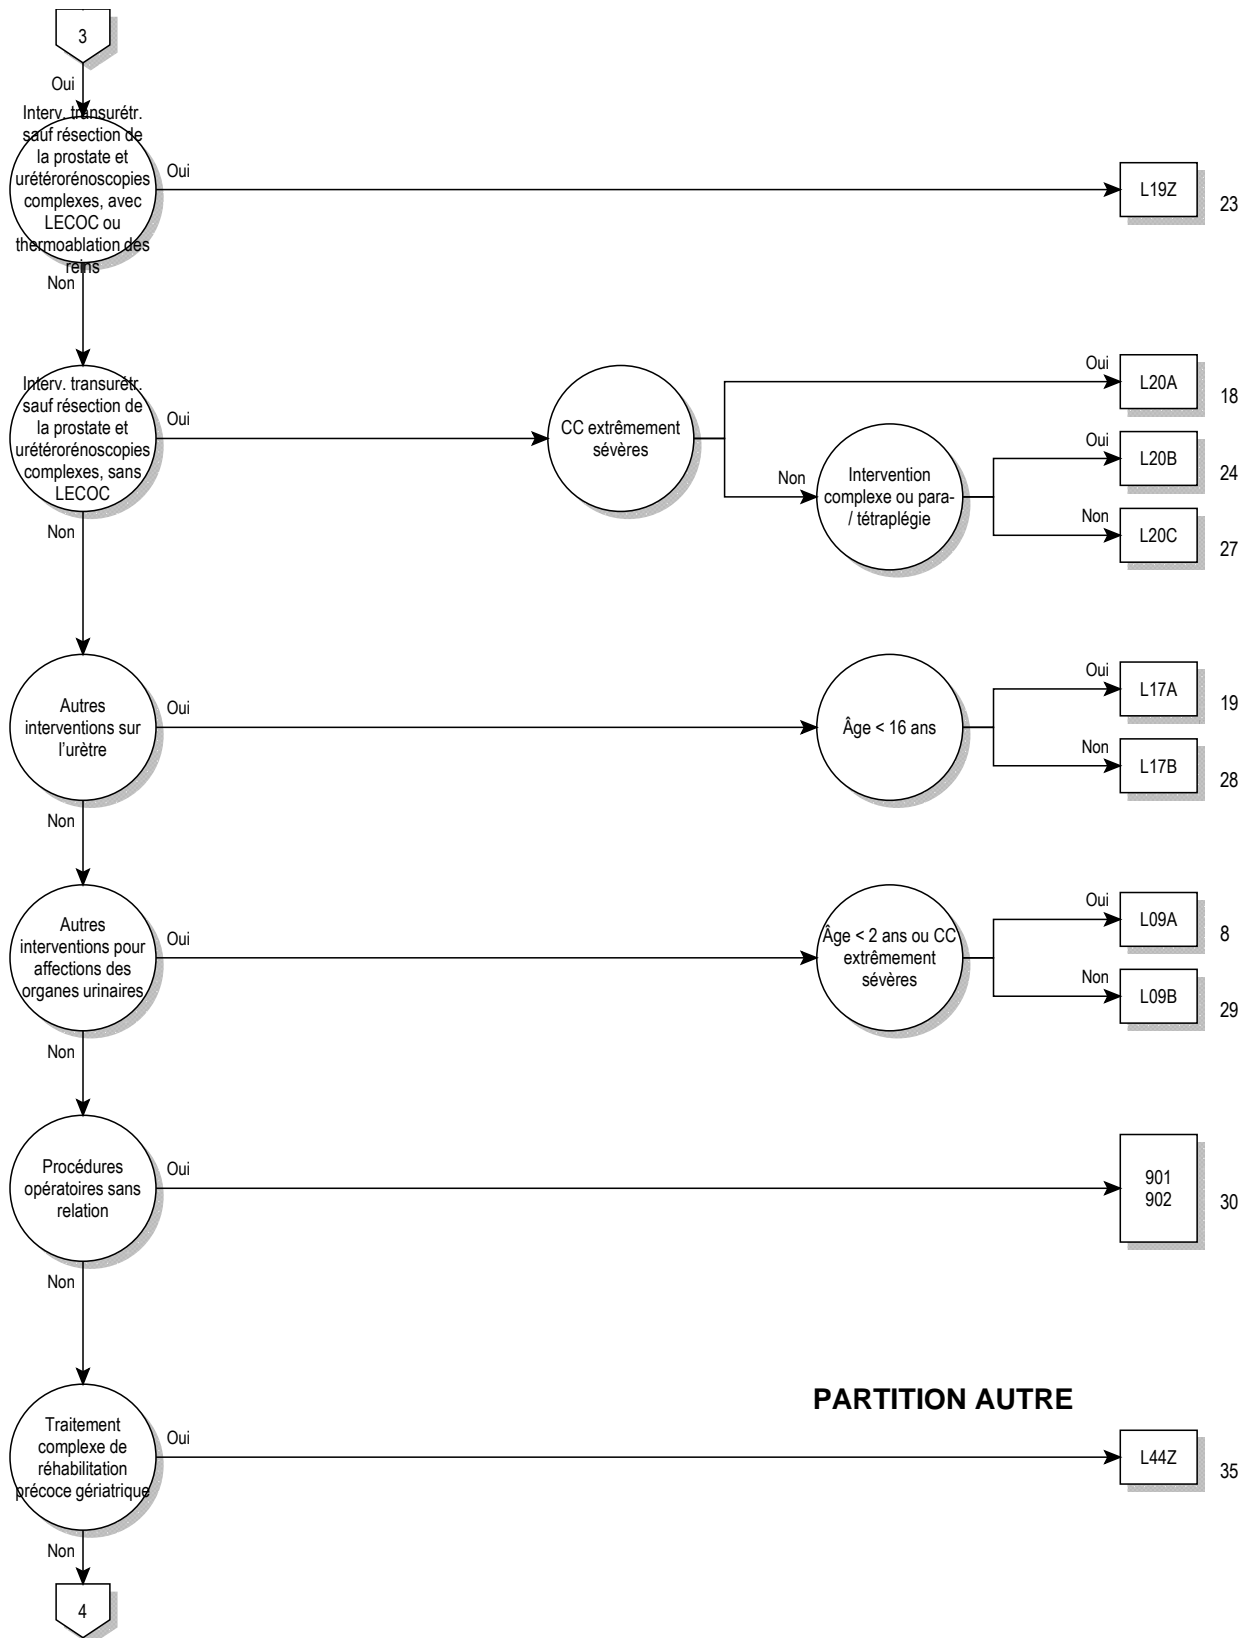 3
Oui
Interv. transurétr.
sauf résection de
la prostate et
urétérorénoscopies
complexes, avec
LECOC ou
thermoablation des
reins
Oui
L19Z
23
Non
Interv. transurétr.
sauf résection de
la prostate et
urétérorénoscopies
complexes, sans
LECOC
Oui
CC extrêmement
sévères
Oui
L20A
18
Non
Intervention
complexe ou para-
/ tétraplégie
Oui
L20B
24
Non
L20C
27
Non
Autres
interventions sur
l'urètre
Oui
Âge < 16 ans
Oui
L17A
19
Non
L17B
28
Non
Autres
interventions pour
affections des
organes urinaires
Oui
Âge < 2 ans ou CC
extrêmement
sévères
Oui
L09A
8
Non
L09B
29
Non
Procédures
opératoires sans
relation
Oui
901
902
30
Non
PARTITION AUTRE
Traitement
complexe de
réhabilitation
précoce gériatrique
Oui
L44Z
35
Non
4